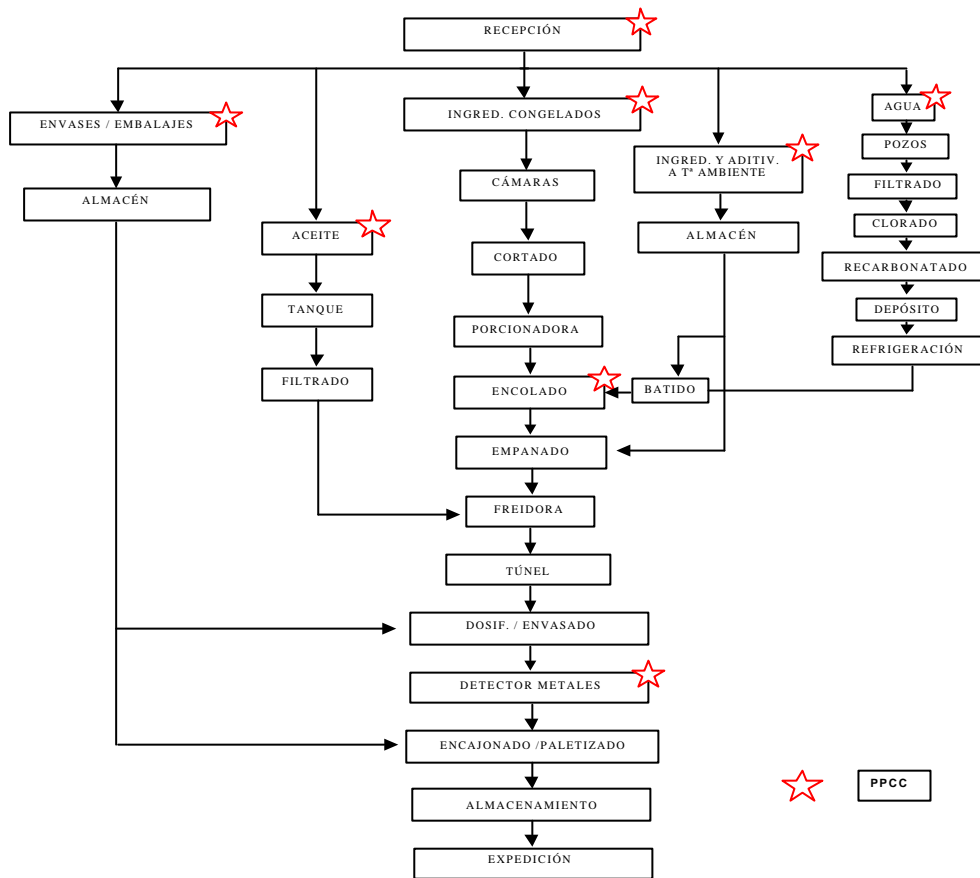 RECEPCIÓN
ENVASES / EMBALAJES
INGRED. CONGELADOS
AGUA
POZOS
INGRED. Y ADITIV.
A Tª AMBIENTE
FILTRADO
CÁMARAS
ALMACÉN
CLORADO
ACEITE
ALMACÉN
CORTADO
RECARBONATADO
TANQUE
DEPÓSITO
PORCIONADORA
REFRIGERACIÓN
FILTRADO
ENCOLADO
BATIDO
EMPANADO
FREIDORA
TÚNEL
DOSIF. / ENVASADO
DETECTOR METALES
ENCAJONADO /PALETIZADO
PPCC
ALMACENAMIENTO
EXPEDICIÓN